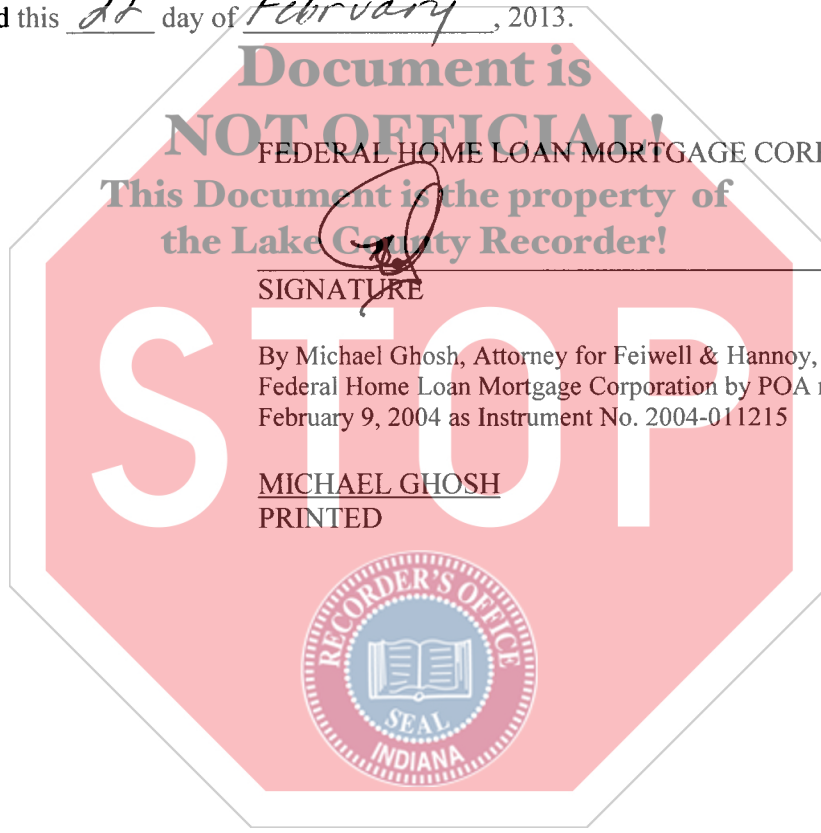 d this 22 day of February, 2013.
Document is
NOT OFFICIAL!
FEDERAL HOME LOAN MORTGAGE CORI
This Document is the property of
the Lake County Recorder!
SIGNATURE
STOP
By Michael Ghosh, Attorney for Feiwell & Hannoy,
Federal Home Loan Mortgage Corporation by POA r
February 9, 2004 as Instrument No. 2004-011215
MICHAEL GHOSH
PRINTED
RECORDER'S OFFICE
SEAL
INDIANA